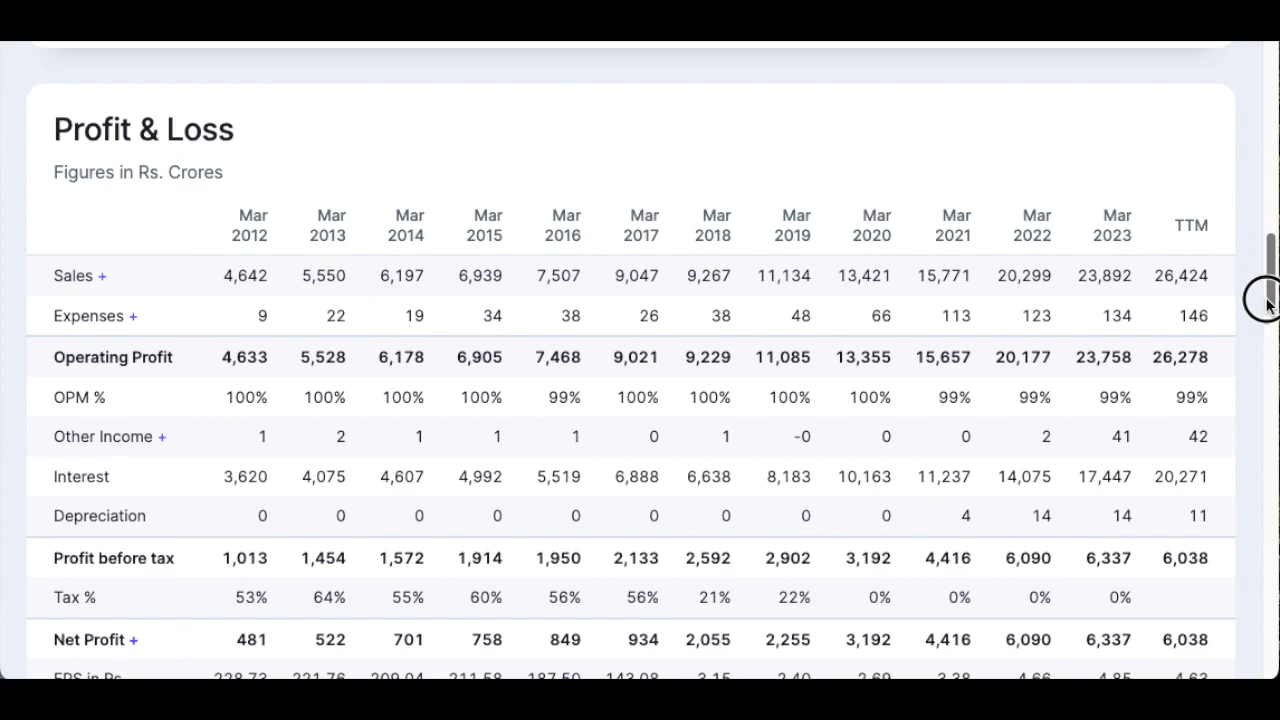 Profit & Loss
Figures in Rs. Crores
Mar 2012 Mar 2013 Mar 2014 Mar 2015 Mar 2016 Mar 2017 Mar 2018 Mar 2019 Mar 2020 Mar 2021 Mar 2022 Mar 2023 TTM
Sales + 4,642 5,550 6,197 6,939 7,507 9,047 9,267 11,134 13,421 15,771 20,299 23,892 26,424
Expenses + 9 22 19 34 38 26 38 48 66 113 123 134 146
Operating Profit 4,633 5,528 6,178 6,905 7,468 9,021 9,229 11,085 13,355 15,657 20,177 23,758 26,278
OPM % 100% 100% 100% 100% 99% 100% 100% 100% 100% 99% 99% 99% 99%
Other Income + 1 2 1 1 1 0 1 -0 0 0 2 41 42
Interest 3,620 4,075 4,607 4,992 5,519 6,888 6,638 8,183 10,163 11,237 14,075 17,447 20,271
Depreciation 0 0 0 0 0 0 0 0 0 4 14 14 11
Profit before tax 1,013 1,454 1,572 1,914 1,950 2,133 2,592 2,902 3,192 4,416 6,090 6,337 6,038
Tax % 53% 64% 55% 60% 56% 56% 21% 22% 0% 0% 0% 0%
Net Profit + 481 522 701 758 849 934 2,055 2,255 3,192 4,416 6,090 6,337 6,038
EPS in Rs